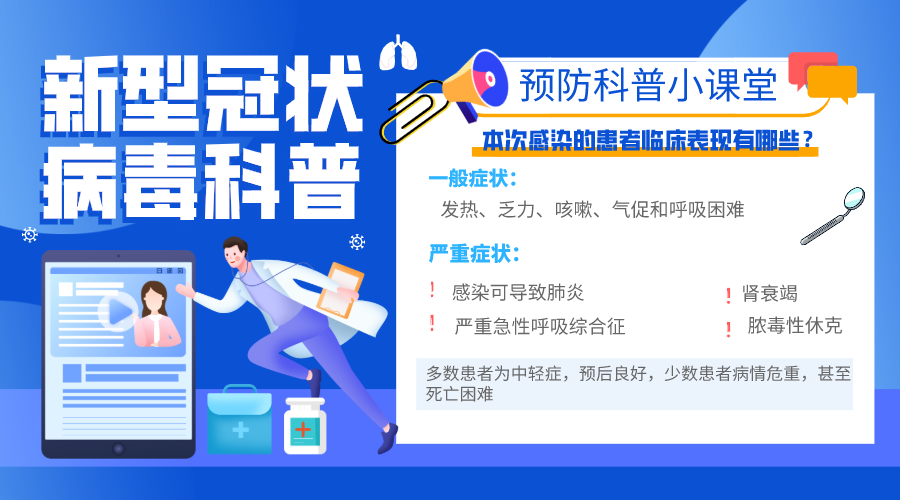 新型冠状
病毒科普
预防科普小课堂
本次感染的患者临床表现有哪些？
一般症状：
发热、乏力、咳嗽、气促和呼吸困难
严重症状：
! 感染可导致肺炎
! 肾衰竭
! 严重急性呼吸综合征
! 脓毒性休克
多数患者为中轻症，预后良好，少数患者病情危重，甚至
死亡困难